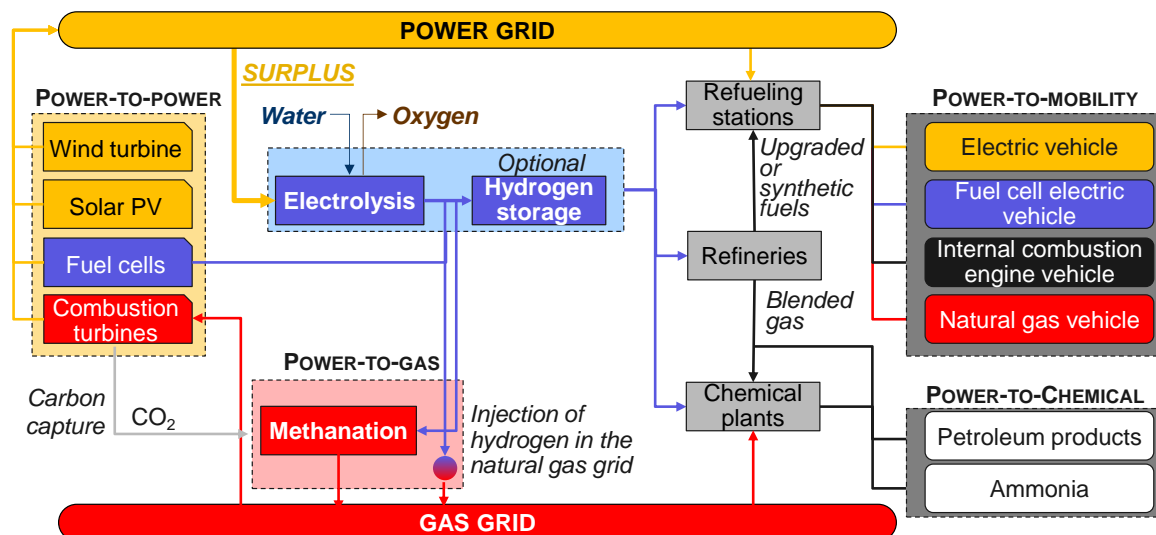 POWER GRID
SURPLUS
POWER-TO-POWER
Wind turbine
Solar PV
Fuel cells
Combustion
turbines
Carbon
capture
CO₂
Water
Oxygen
Optional
Electrolysis
Hydrogen
storage
POWER-TO-GAS
Methanation
Injection of
hydrogen in the
natural gas grid
Refueling
stations
Upgraded
or
synthetic
fuels
Refineries
Blended
gas
Chemical
plants
POWER-TO-MOBILITY
Electric vehicle
Fuel cell electric
vehicle
Internal combustion
engine vehicle
Natural gas vehicle
POWER-TO-CHEMICAL
Petroleum products
Ammonia
GAS GRID